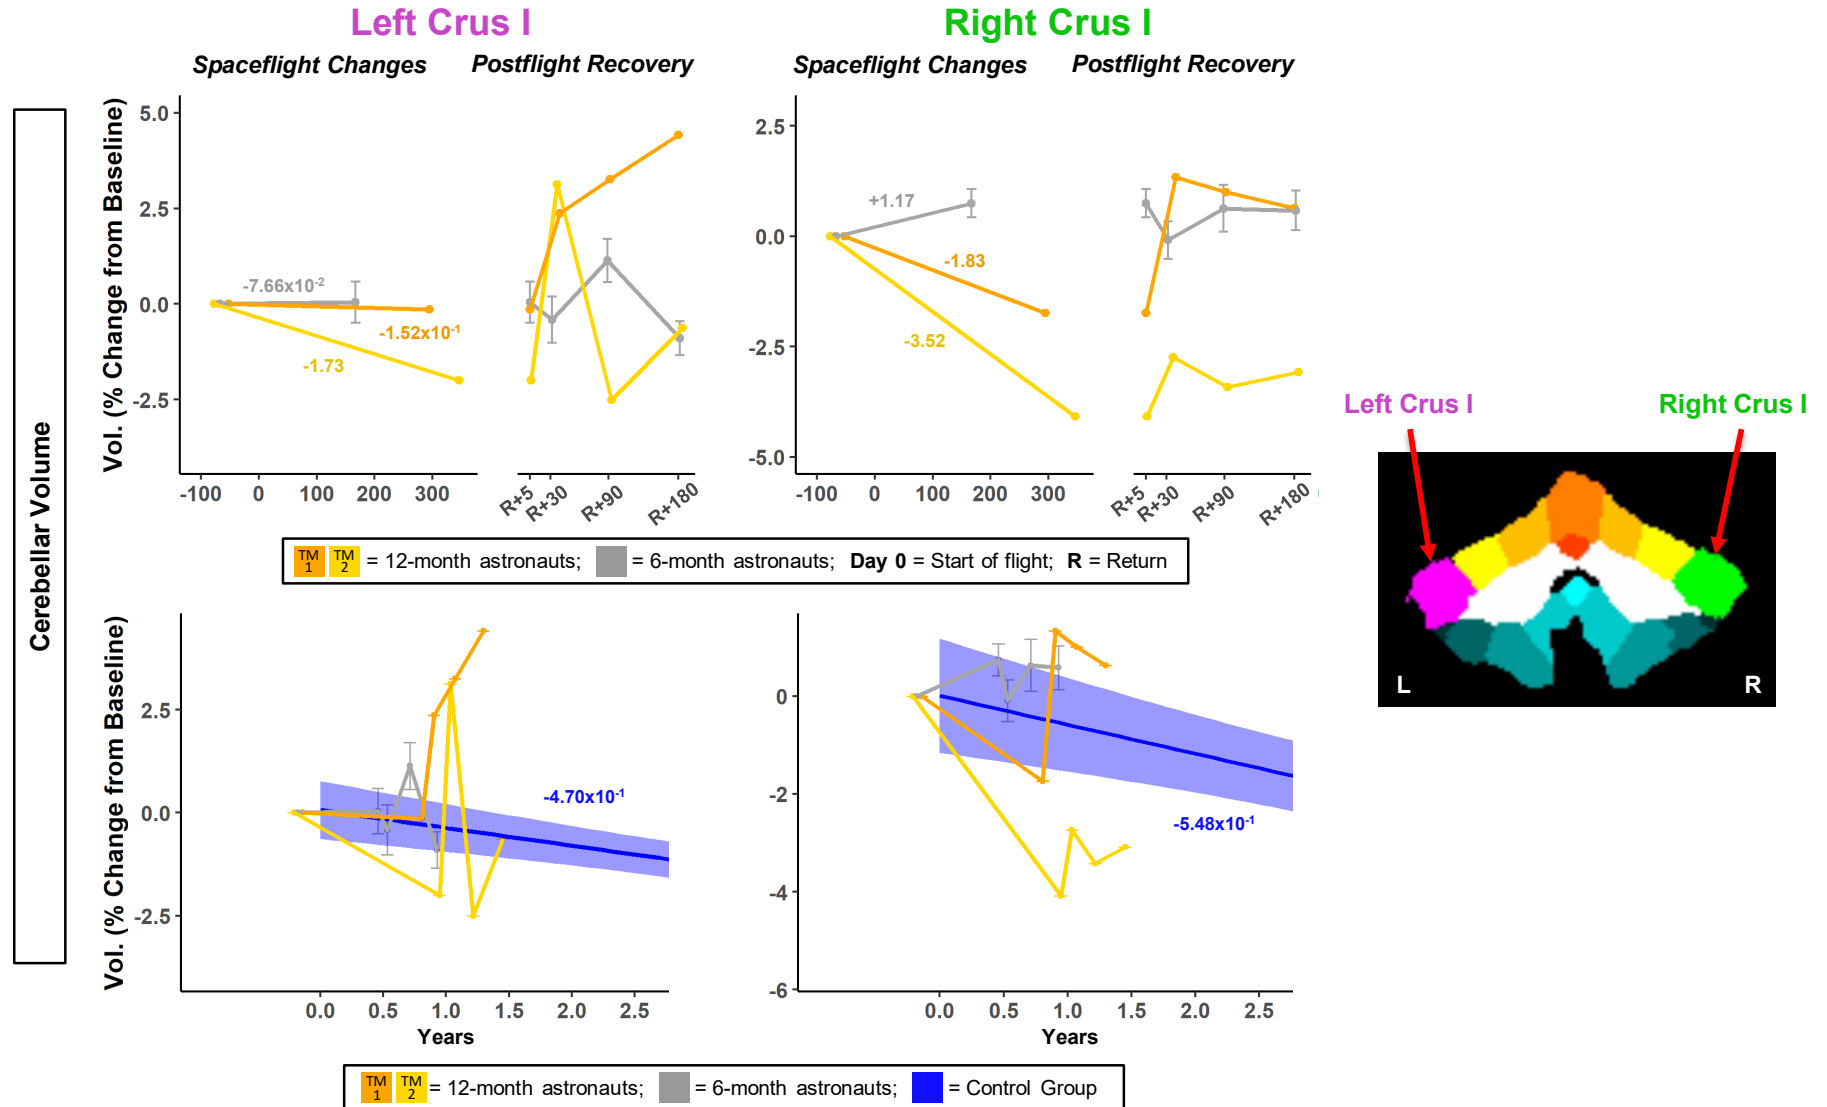 Left Crus I
Right Crus I
Spaceflight Changes
Postflight Recovery
Spaceflight Changes
Postflight Recovery
Cerebellar Volume
Vol. (% Change from Baseline)
5.0
2.5
0.0
-2.5
-7.66x10-2
-1.52x10-1
-1.73
-100 0 100 200 300
R+5 R+30 R+90 R+180
2.5
0.0
-2.5
-5.0
+1.17
-1.83
-3.52
-100 0 100 200 300
R+5 R+30 R+90 R+180
TM 1 TM 2 = 12-month astronauts; = 6-month astronauts; Day 0 = Start of flight; R = Return
Left Crus I
Right Crus I
L
R
Vol. (% Change from Baseline)
2.5
0.0
-2.5
-4.70x10-1
0.0 0.5 1.0 1.5 2.0 2.5
Years
0
-2
-4
-6
-5.48x10-1
0.0 0.5 1.0 1.5 2.0 2.5
Years
TM 1 TM 2 = 12-month astronauts; = 6-month astronauts; = Control Group